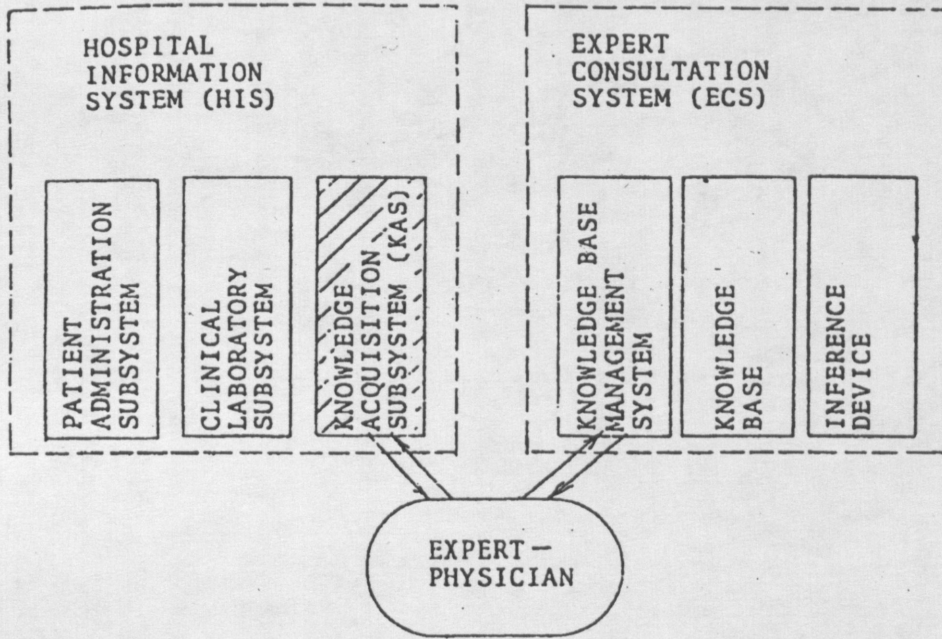 HOSPITAL
INFORMATION
SYSTEM (HIS)
EXPERT
CONSULTATION
SYSTEM (ECS)
PATIENT
ADMINISTRATION
SUBSYSTEM
CLINICAL
LABORATORY
SUBSYSTEM
KNOWLEDGE
ACQUISITION
SUBSYSTEM (KAS)
KNOWLEDGE BASE
MANAGEMENT
SYSTEM
KNOWLEDGE
BASE
INFERENCE
DEVICE
EXPERT—
PHYSICIAN